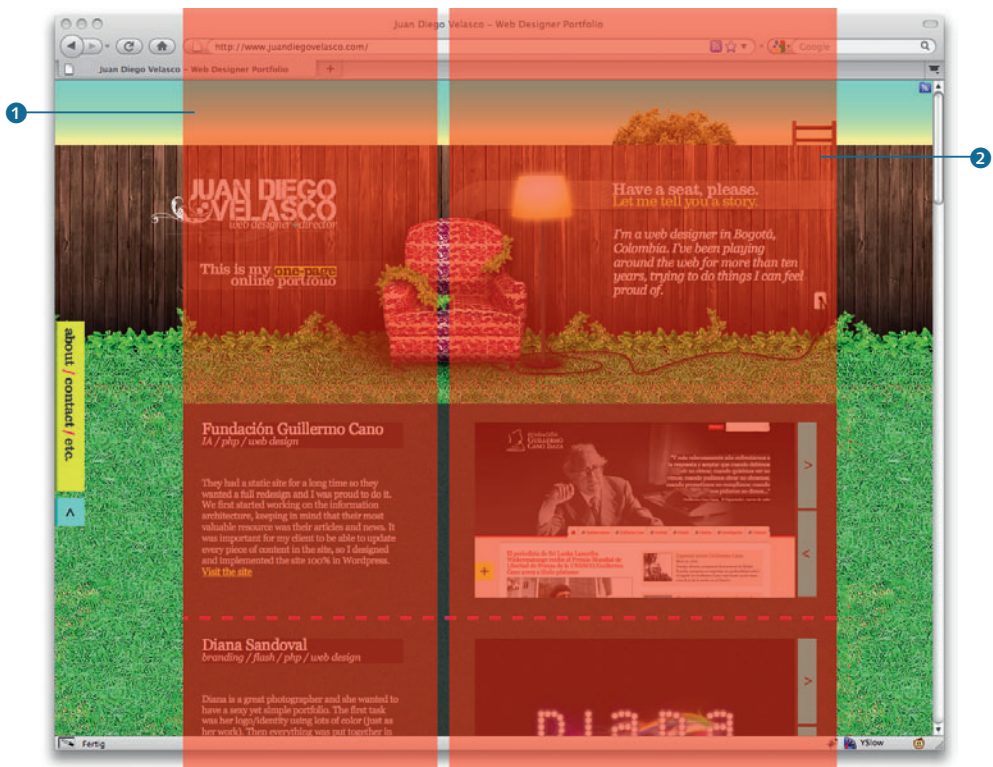 Juan Diego Velasco – Web Designer Portfolio
http://www.juandiegovelasco.com/
Google
Juan Diego Velasco – Web Designer Portfolio
1
2
JUAN DIEGO
VELASCO
web designer+director
This is my one-page
online portfolio
Have a seat, please.
Let me tell you a story.
I'm a web designer in Bogotá,
Colombia. I've been playing
around the web for more than ten
years, trying to do things I can feel
proud of.
about / contact / etc.
Fundación Guillermo Cano
IA / php / web design
They had a static site for a long time so they
wanted a full redesign and I was proud to do it.
We first started working on the information
architecture, keeping in mind that their most
valuable resource was their articles and news. It
was important for my client to be able to update
every piece of content in the site, so I designed
and implemented the site 100% in Wordpress.
Visit the site
FUNDACIÓN
GUILLERMO
CANO ISAZA
Diana Sandoval
branding / flash / php / web design
Diana is a great photographer and she wanted to
have a sexy yet simple portfolio. The first task
was her logo/identity using lots of color (just as
her work). Then everything was put together in
DIANA
Fertig
YSlow